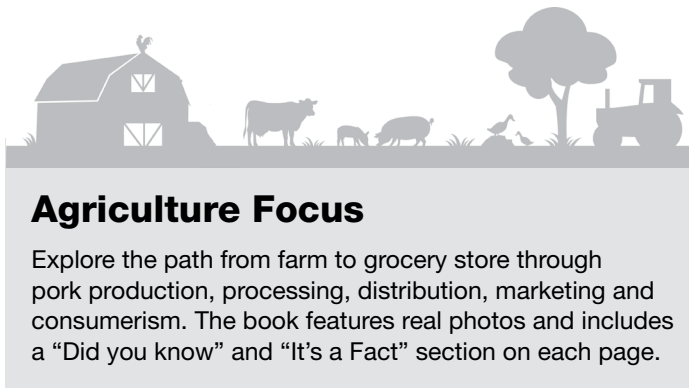 Agriculture Focus
Explore the path from farm to grocery store through
pork production, processing, distribution, marketing and
consumerism. The book features real photos and includes
a “Did you know” and “It’s a Fact” section on each page.